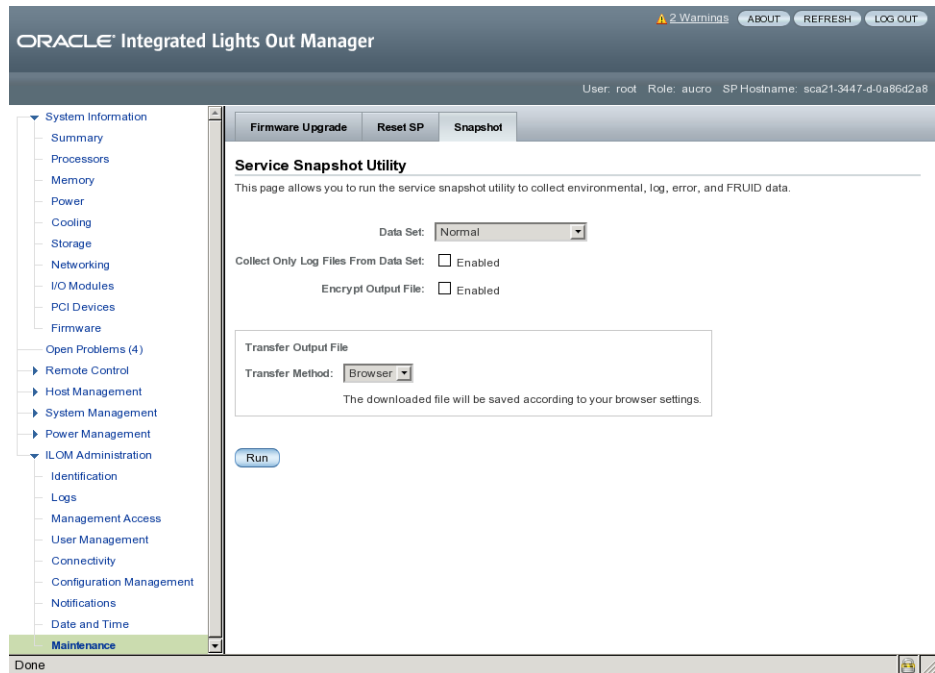 2 Warnings ABOUT REFRESH LOG OUT
ORACLE® Integrated Lights Out Manager
User: root Role: aucro SP Hostname: sca21-3447-d-0a86d2a8
System Information
Summary
Processors
Memory
Power
Cooling
Storage
Networking
I/O Modules
PCI Devices
Firmware
Open Problems (4)
Remote Control
Host Management
System Management
Power Management
ILOM Administration
Identification
Logs
Management Access
User Management
Connectivity
Configuration Management
Notifications
Date and Time
Maintenance
Firmware Upgrade Reset SP Snapshot
Service Snapshot Utility
This page allows you to run the service snapshot utility to collect environmental, log, error, and FRUID data.
Data Set: Normal
Collect Only Log Files From Data Set: Enabled
Encrypt Output File: Enabled
Transfer Output File
Transfer Method: Browser
The downloaded file will be saved according to your browser settings.
Run
Done